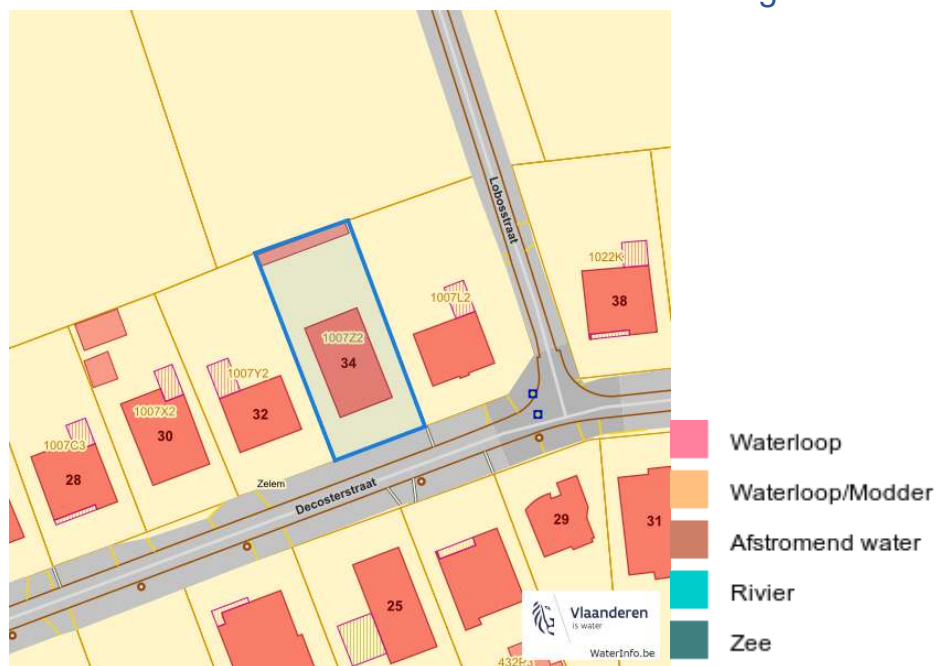 g
Lobosstraat
1022K
38
1007L2
1007Z2
34
1007Y2
32
1007X2
30
1007C3
28
Zelem
Decosterstraat
29
31
25
Vlaanderen
is water
WaterInfo.be
Waterloop
Waterloop/Modder
Afstromend water
Rivier
Zee